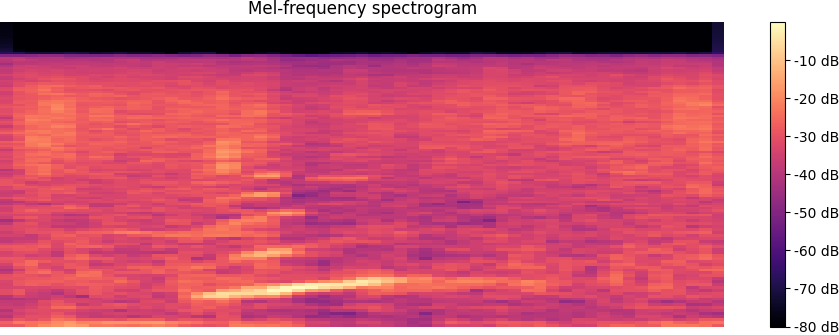 Mel-frequency spectrogram
-10 dB
-20 dB
-30 dB
-40 dB
-50 dB
-60 dB
-70 dB
-80 dB